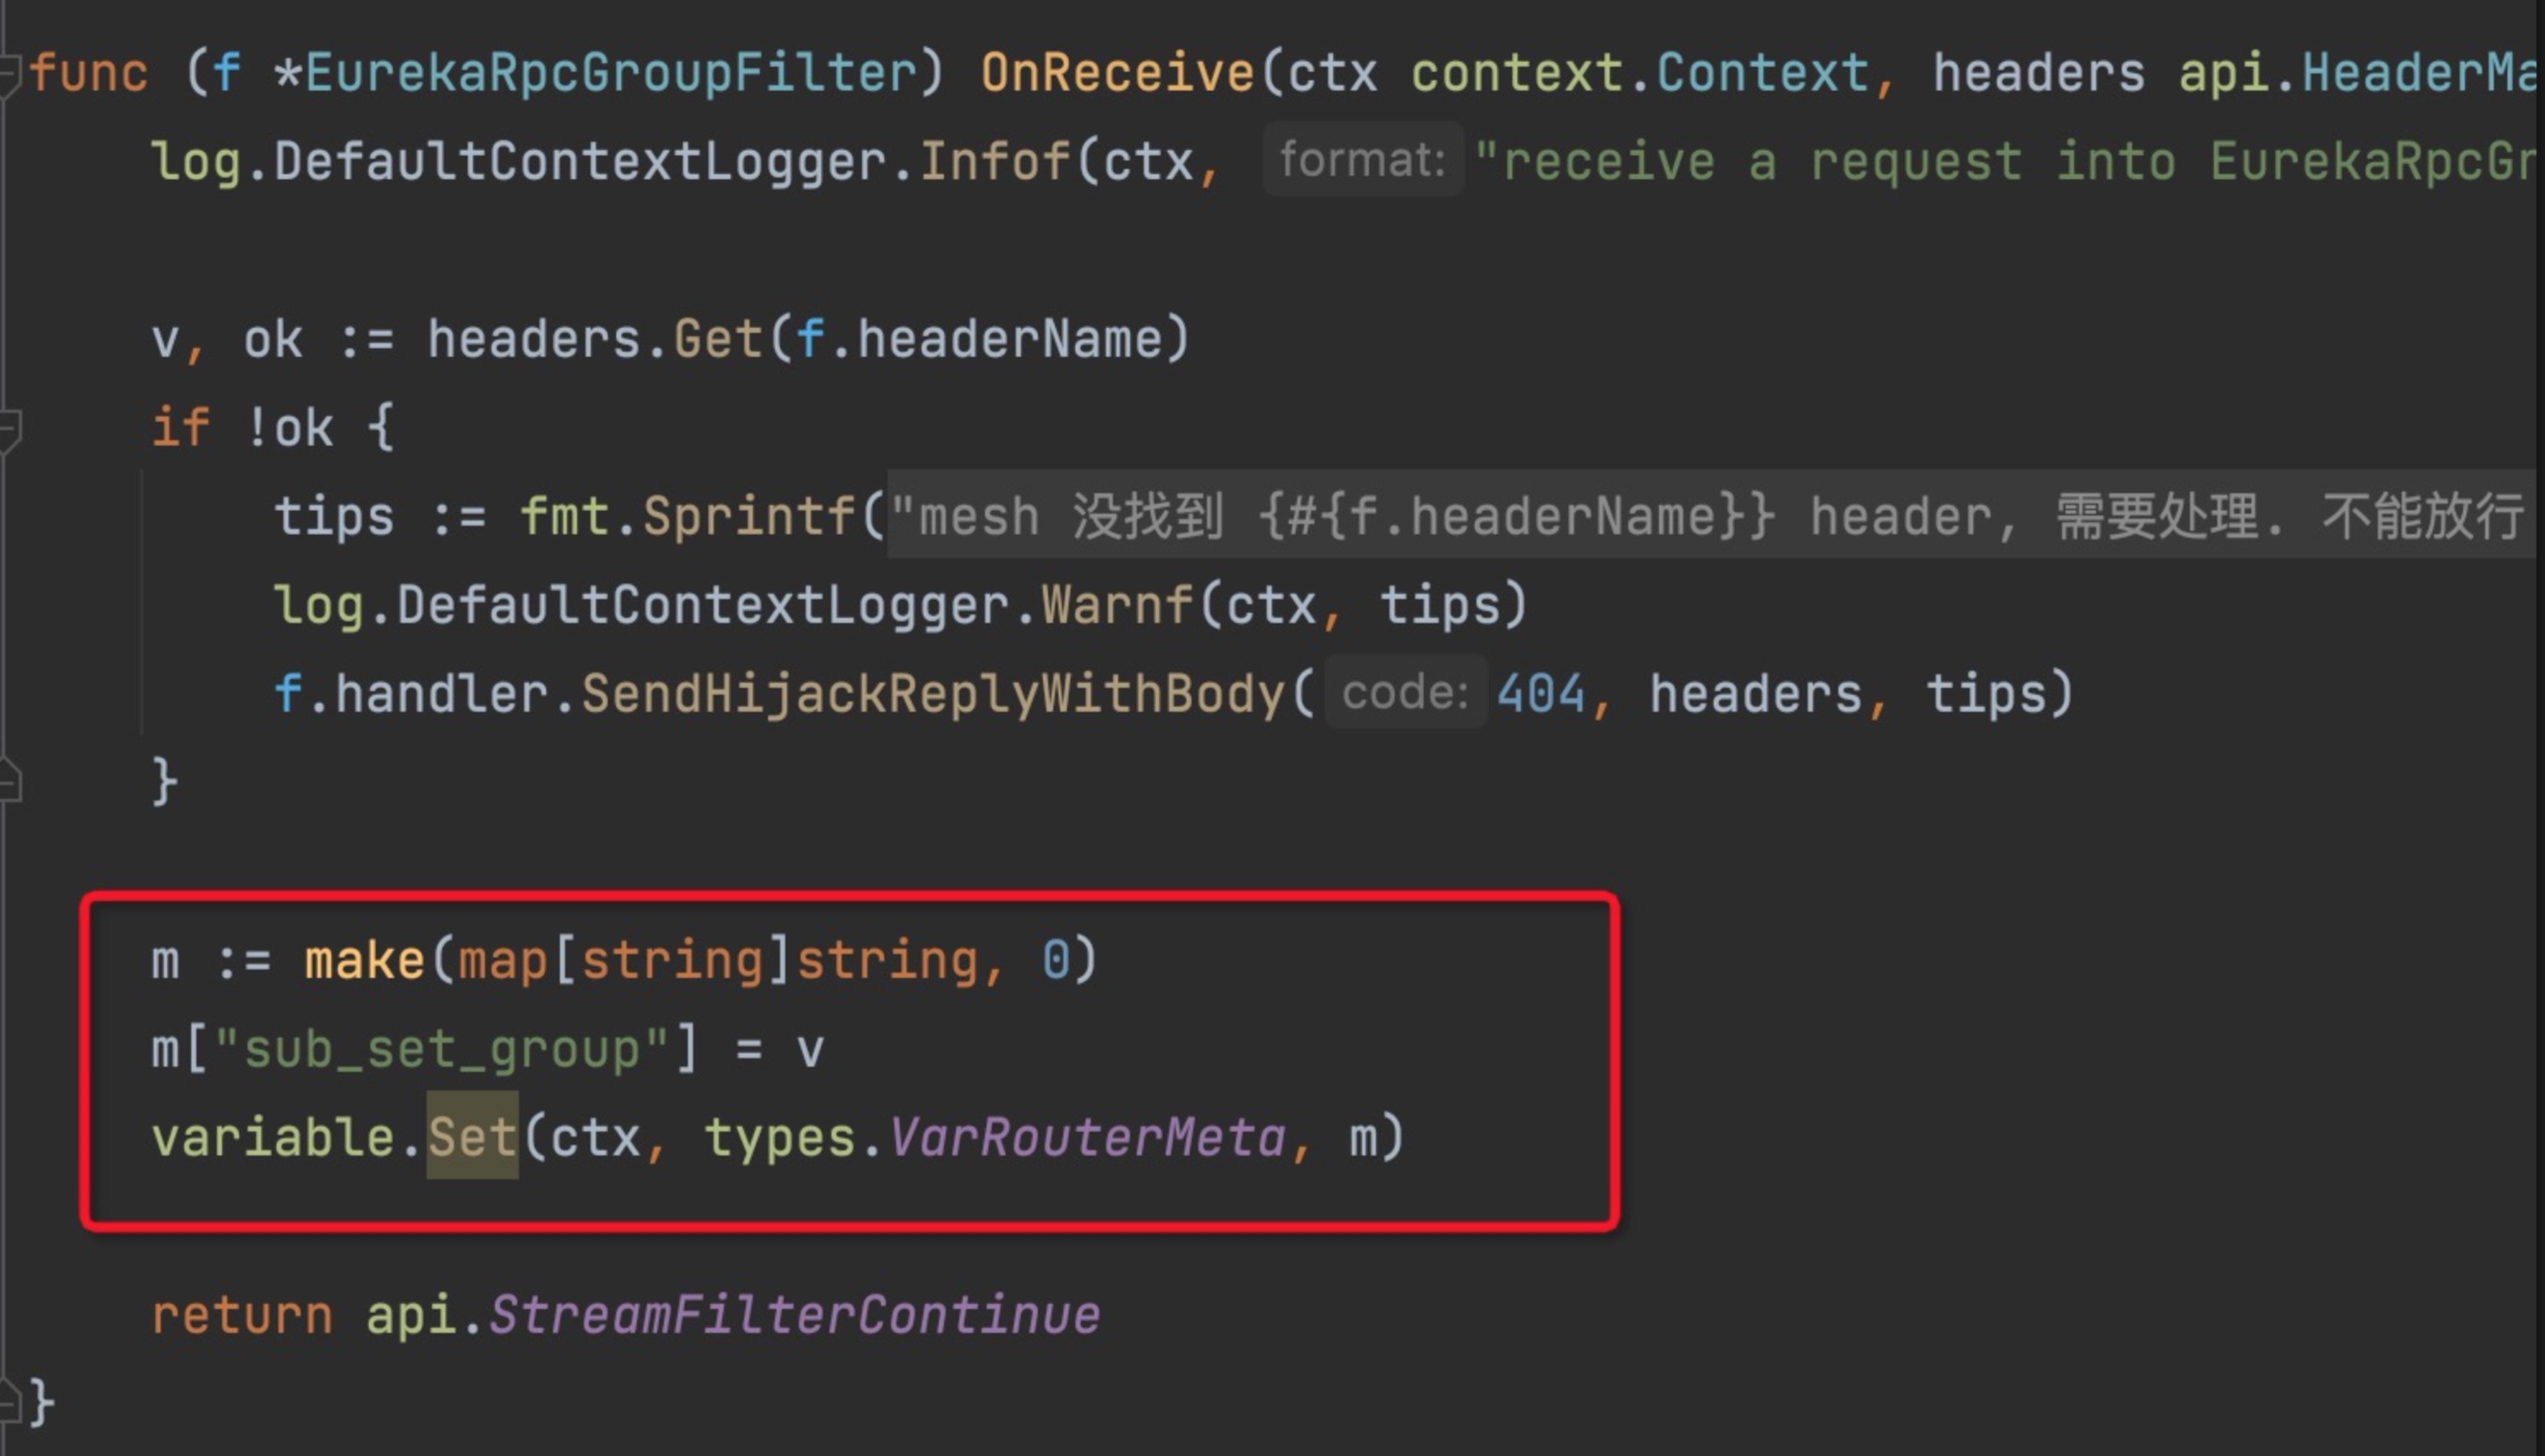 func (f *EurekaRpcGroupFilter) OnReceive(ctx context.Context, headers api.HeaderMa
log.DefaultContextLogger.Infof(ctx, format: "receive a request into EurekaRpcGr
v, ok := headers.Get(f.headerName)
if !ok {
tips := fmt.Sprintf("mesh 没找到 {#{f.headerName}} header, 需要处理. 不能放行
log.DefaultContextLogger.Warnf(ctx, tips)
f.handler.SendHijackReplyWithBody( code: 404, headers, tips)
}
m := make(map[string]string, 0)
m["sub_set_group"] = v
variable.Set(ctx, types.VarRouterMeta, m)
return api.StreamFilterContinue
}